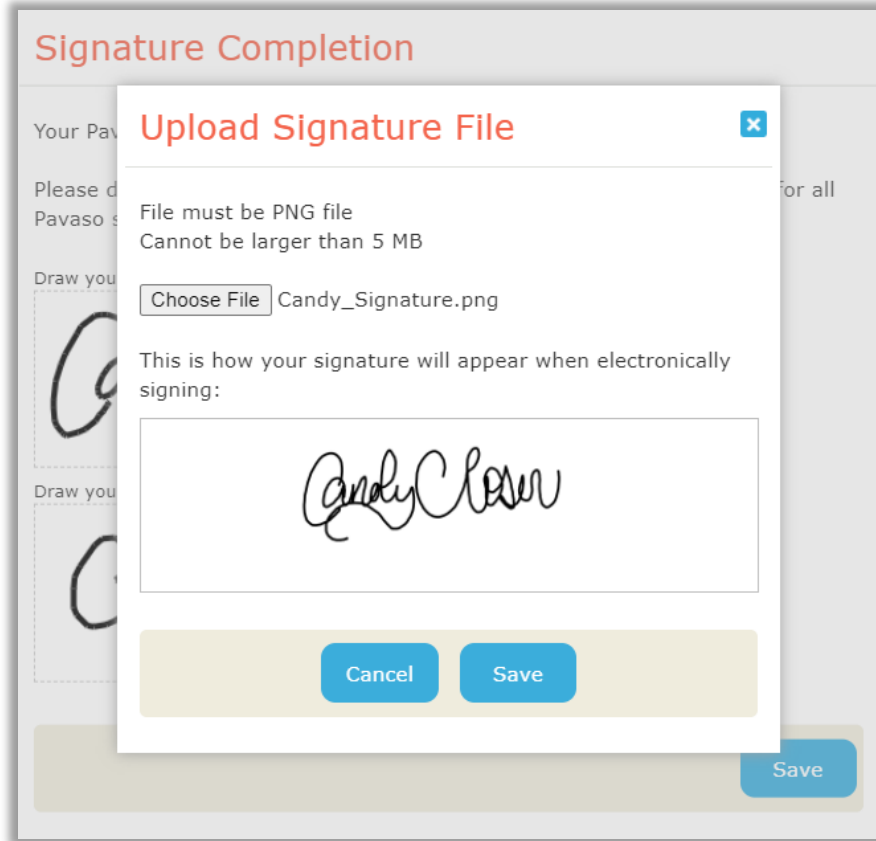 Signature Completion
Your Pav
Upload Signature File
Please d
for all
Pavaso s
File must be PNG file
Cannot be larger than 5 MB
Draw you
Choose File Candy_Signature.png
This is how your signature will appear when electronically
signing:
Candy Closer
Draw you
Cancel Save
Save